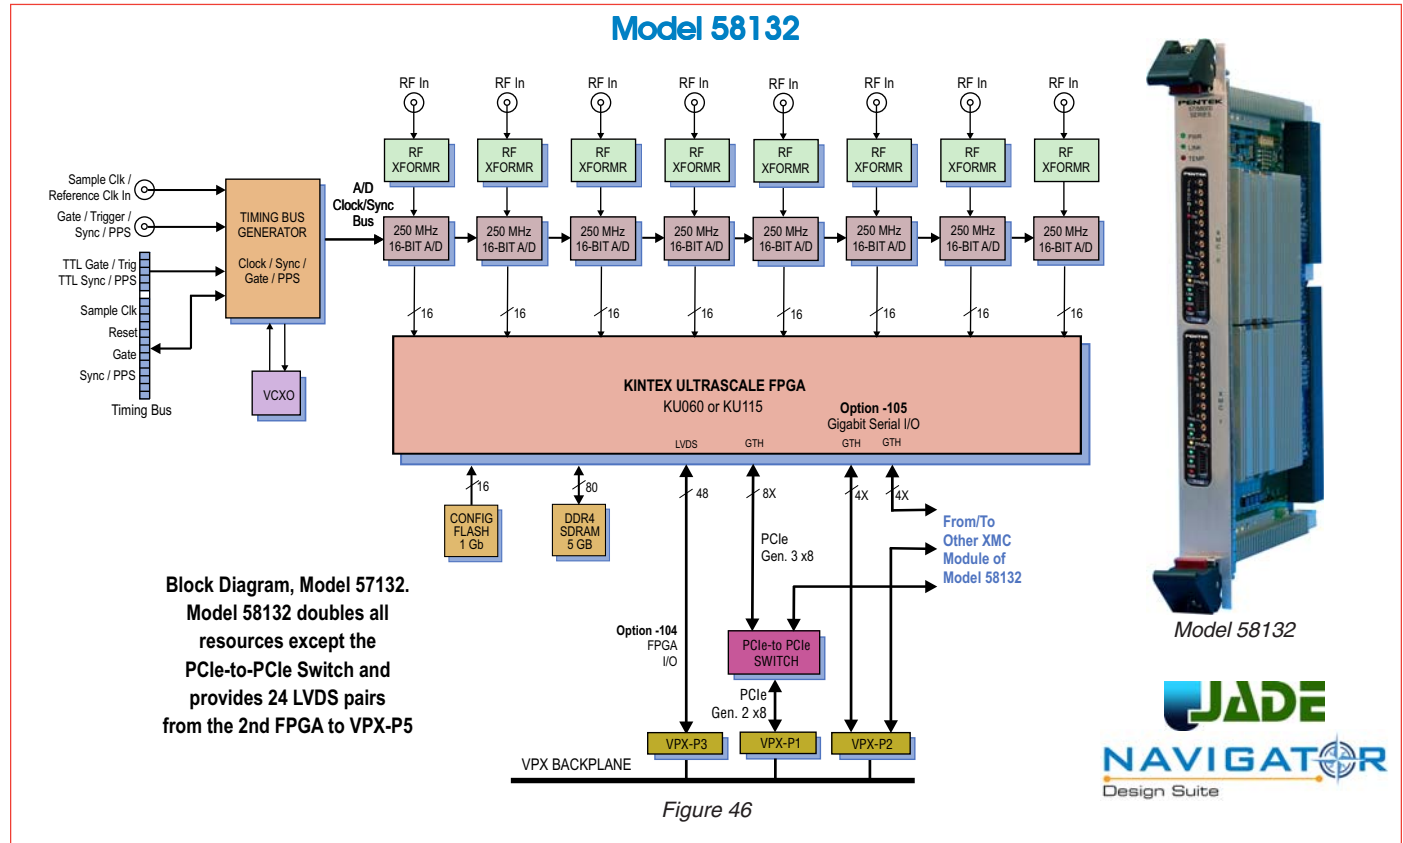 Model 58132
RF In
RF In
RF In
RF In
RF In
RF In
RF In
RF In
RF
XFORMR
RF
XFORMR
RF
XFORMR
RF
XFORMR
RF
XFORMR
RF
XFORMR
RF
XFORMR
RF
XFORMR
Sample Clk /
Reference Clk In
Gate / Trigger /
Sync / PPS
TTL Gate / Trig
TTL Sync / PPS
Sample Clk
Reset
Gate
Sync / PPS
Timing Bus
TIMING BUS
GENERATOR
Clock / Sync /
Gate / PPS
VCXO
A/D
Clock/Sync
Bus
250 MHz
16-BIT A/D
250 MHz
16-BIT A/D
250 MHz
16-BIT A/D
250 MHz
16-BIT A/D
250 MHz
16-BIT A/D
250 MHz
16-BIT A/D
250 MHz
16-BIT A/D
250 MHz
16-BIT A/D
16
16
16
16
16
16
16
16
KINTEX ULTRASCALE FPGA
KU060 or KU115
Option -105
Gigabit Serial I/O
LVDS
GTH
GTH
GTH
16
80
48
8X
4X
4X
CONFIG
FLASH
1 Gb
DDR4
SDRAM
5 GB
PCIe
Gen. 3 x8
From/To
Other XMC
Module of
Model 58132
Block Diagram, Model 57132.
Model 58132 doubles all
resources except the
PCIe-to-PCIe Switch and
provides 24 LVDS pairs
from the 2nd FPGA to VPX-P5
Option -104
FPGA
I/O
PCIe-to PCIe
SWITCH
PCIe
Gen. 2 x8
VPX-P3
VPX-P1
VPX-P2
VPX BACKPLANE
Figure 46
PENTEK
SERIES
PWR
LINK
TEMP
PENTEK
PENTEK
Model 58132
JADE
NAVIGATOR
Design Suite